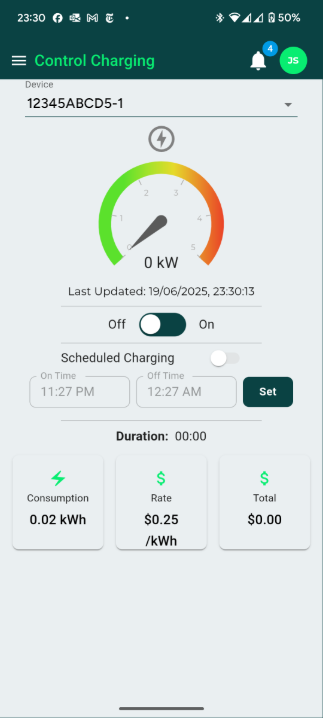 23:30 50%
Control Charging 4 JS
Device
12345ABCD5-1
0 1 2 3 4 5
0 kW
Last Updated: 19/06/2025, 23:30:13
Off On
Scheduled Charging
On Time Off Time
11:27 PM 12:27 AM Set
Duration: 00:00
$ $
Consumption Rate Total
0.02 kWh $0.25 $0.00
/kWh